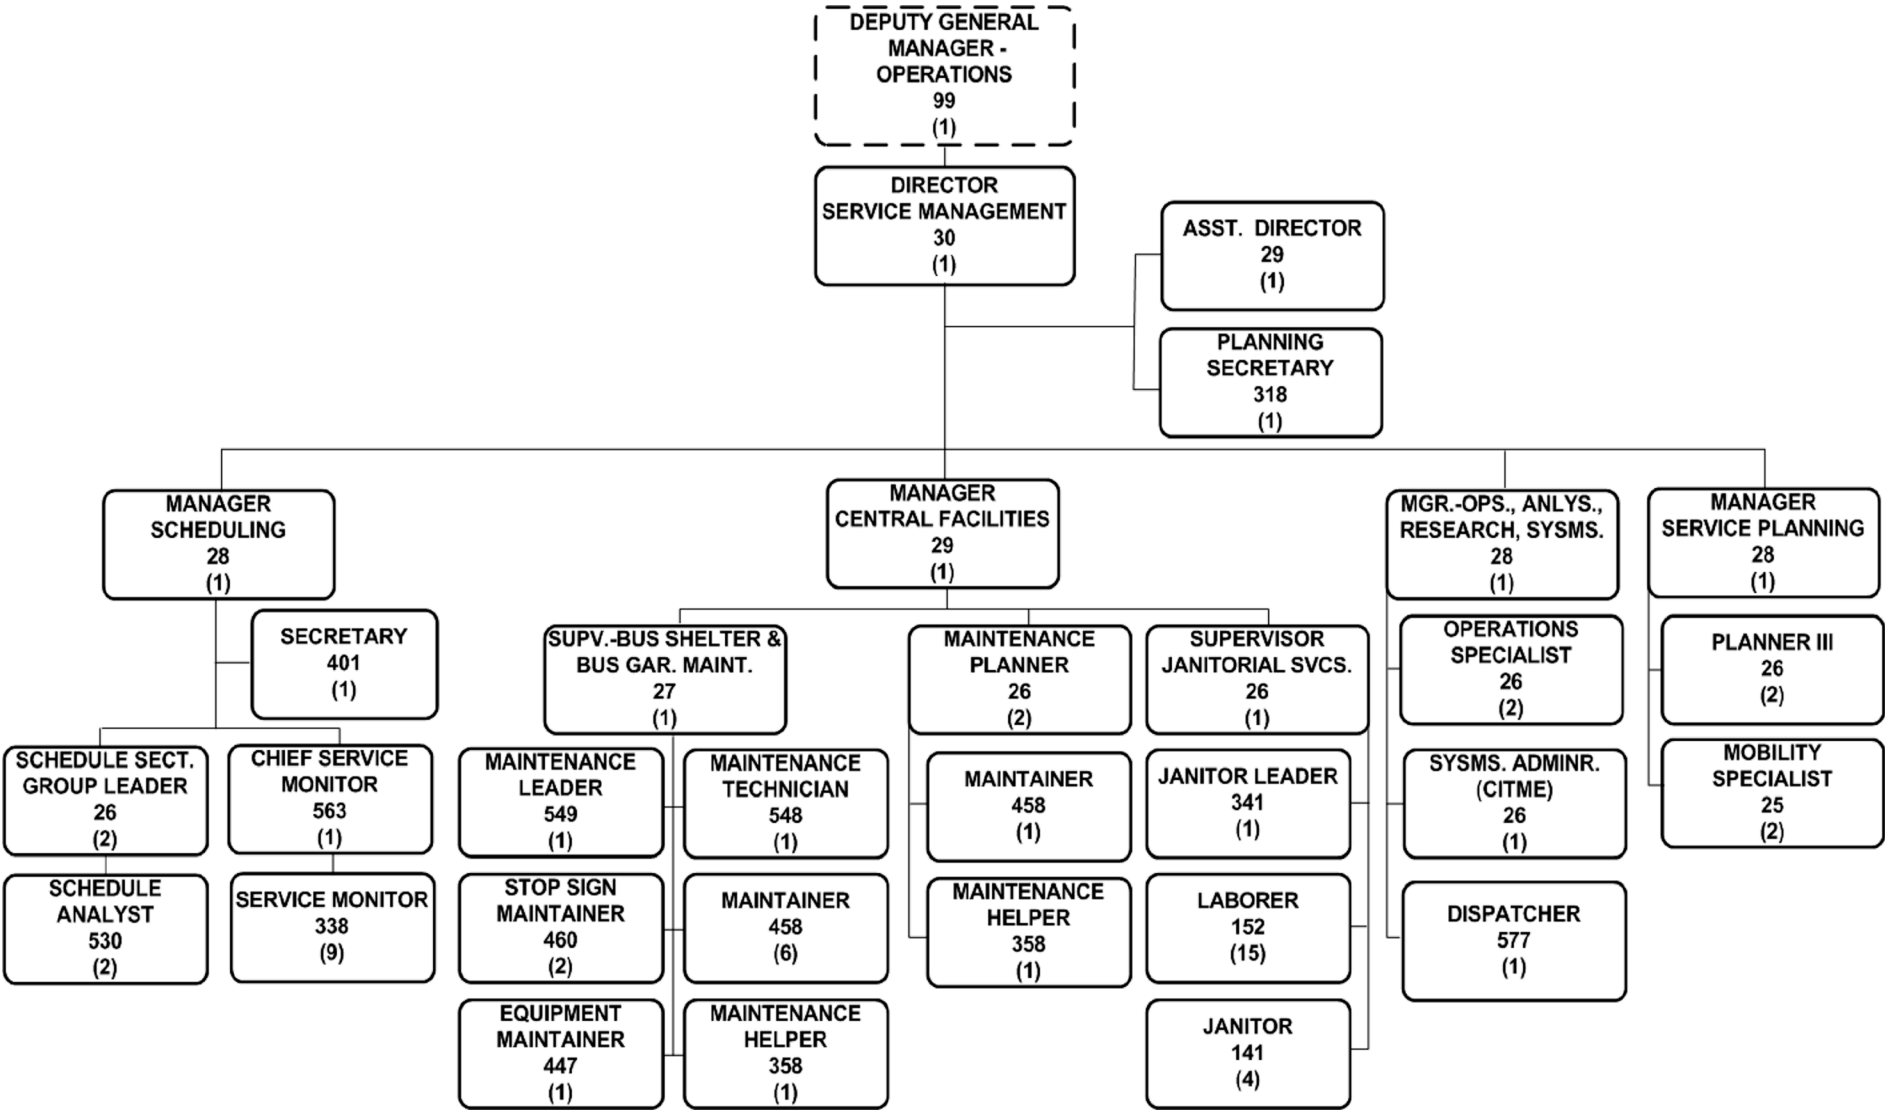 DEPUTY GENERAL
MANAGER -
OPERATIONS
99
(1)
DIRECTOR
SERVICE MANAGEMENT
30
(1)
ASST. DIRECTOR
29
(1)
PLANNING
SECRETARY
318
(1)
MANAGER
SCHEDULING
28
(1)
MANAGER
CENTRAL FACILITIES
29
(1)
MGR.-OPS., ANLYS.,
RESEARCH, SYSMS.
28
(1)
MANAGER
SERVICE PLANNING
28
(1)
SECRETARY
401
(1)
SUPV.-BUS SHELTER &
BUS GAR. MAINT.
27
(1)
MAINTENANCE
PLANNER
26
(2)
SUPERVISOR
JANITORIAL SVCS.
26
(1)
OPERATIONS
SPECIALIST
26
(2)
PLANNER III
26
(2)
SCHEDULE SECT.
GROUP LEADER
26
(2)
CHIEF SERVICE
MONITOR
563
(1)
MAINTENANCE
LEADER
549
(1)
MAINTENANCE
TECHNICIAN
548
(1)
MAINTAINER
458
(1)
JANITOR LEADER
341
(1)
SYSMS. ADMINR.
(CITME)
26
(1)
MOBILITY
SPECIALIST
25
(2)
SCHEDULE
ANALYST
530
(2)
SERVICE MONITOR
338
(9)
STOP SIGN
MAINTAINER
460
(2)
MAINTAINER
458
(6)
MAINTENANCE
HELPER
358
(1)
LABORER
152
(15)
DISPATCHER
577
(1)
EQUIPMENT
MAINTAINER
447
(1)
MAINTENANCE
HELPER
358
(1)
JANITOR
141
(4)